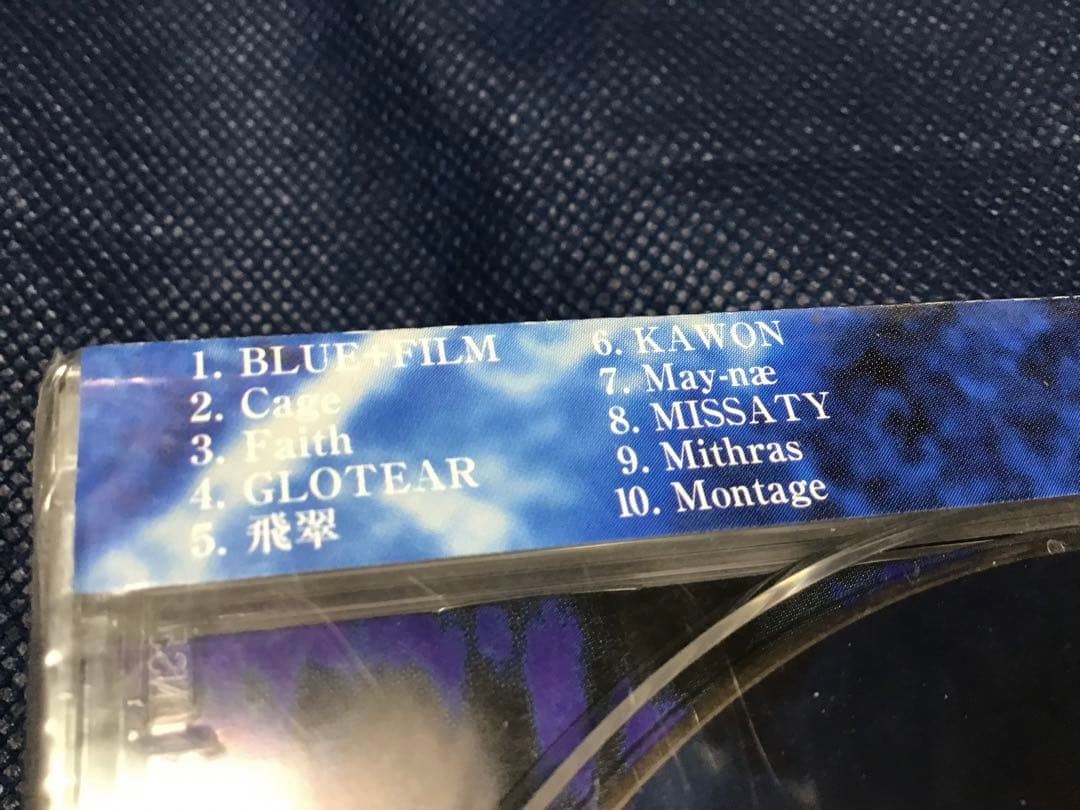 1. BLUE+FILM
2. Cage
3. Faith
4. GLOTEAR
5. 飛翠
6. KAWON
7. May-næ
8. MISSATY
9. Mithras
10. Montage